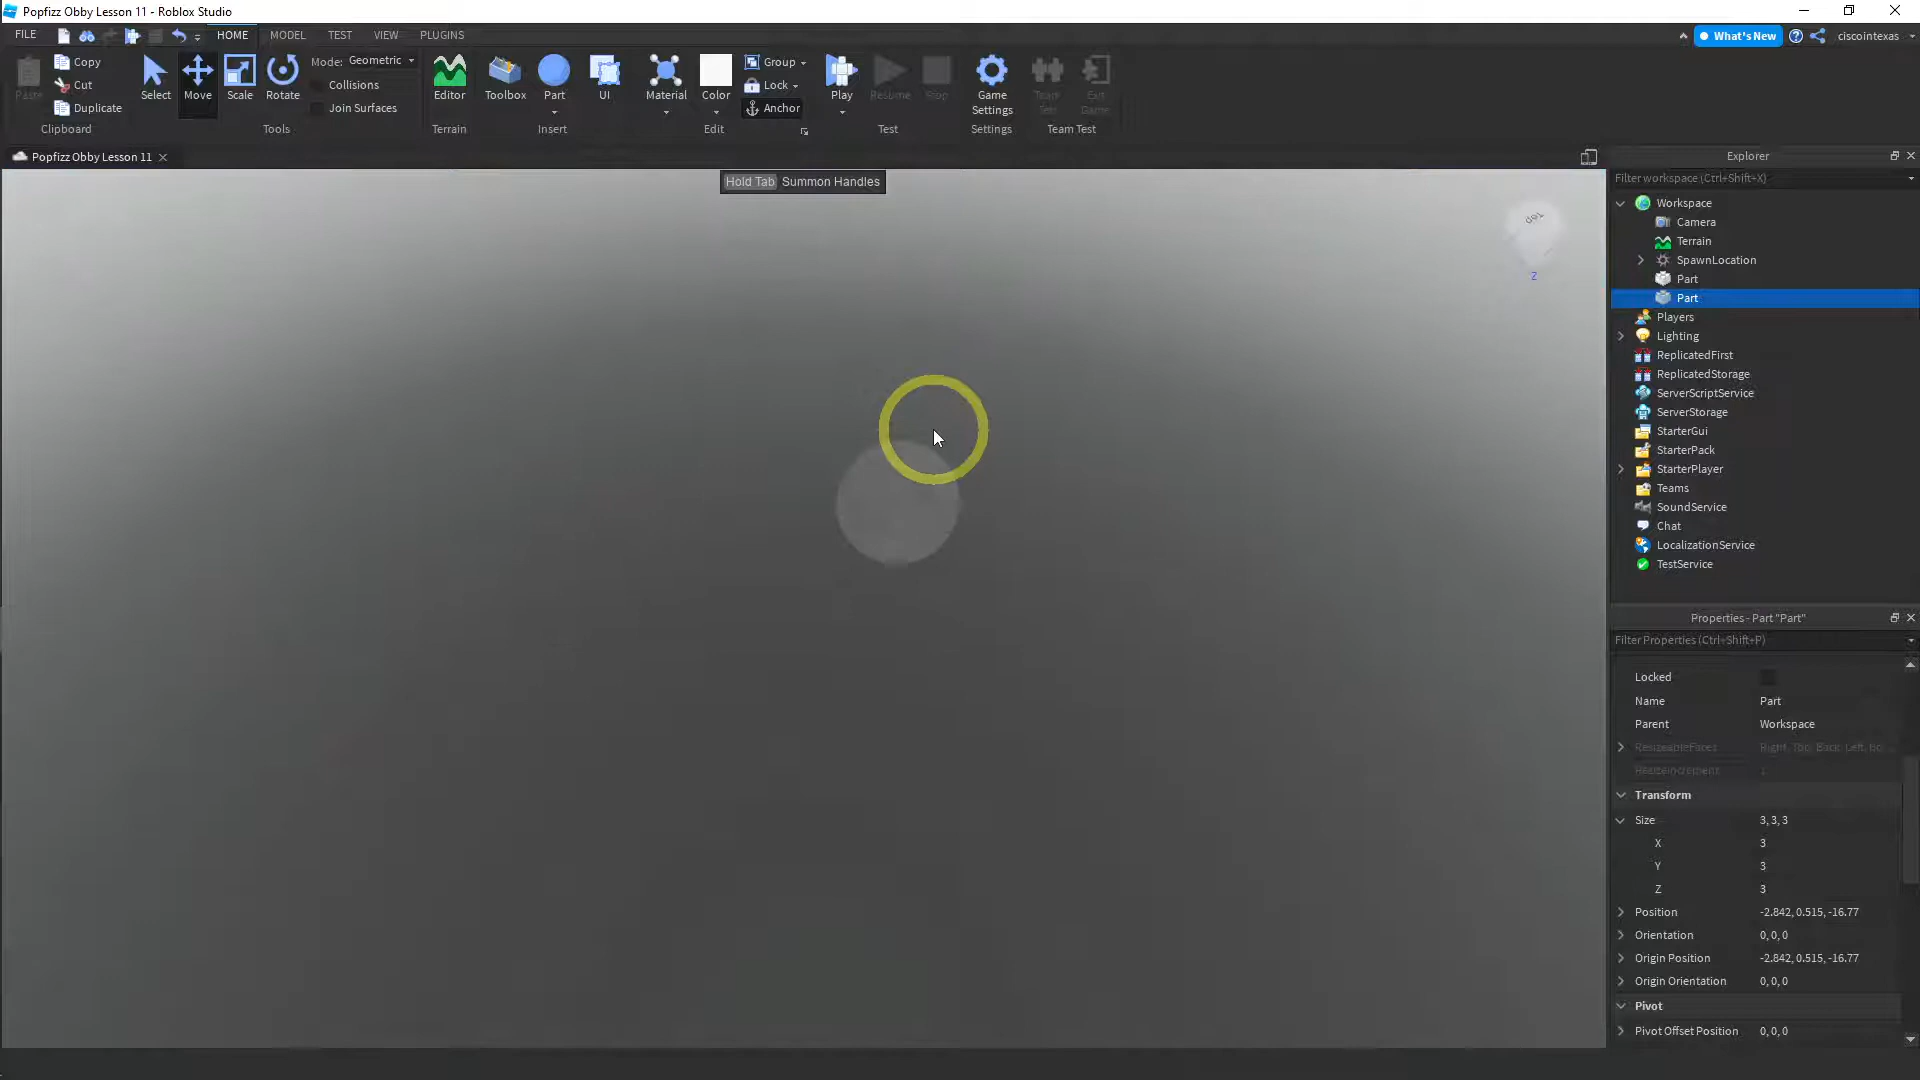 Popfizz Obby Lesson 11 - Roblox Studio
FILE HOME MODEL TEST VIEW PLUGINS
What's New
ciscointexas
Paste
Copy
Cut
Duplicate
Clipboard
Select Move Scale Rotate
Mode: Geometric
Collisions
Join Surfaces
Tools
Editor
Terrain
Toolbox Part UI
Insert
Material Color
Group
Lock
Anchor
Edit
Play Resume Stop
Test
Game Settings
Settings
Team Test
Exit Game
Team Test
Popfizz Obby Lesson 11
Hold Tab Summon Handles
Z
Explorer
Filter workspace (Ctrl+Shift+X)
Workspace
Camera
Terrain
SpawnLocation
Part
Part
Players
Lighting
ReplicatedFirst
ReplicatedStorage
ServerScriptService
ServerStorage
StarterGui
StarterPack
StarterPlayer
Teams
SoundService
Chat
LocalizationService
TestService
Properties - Part "Part"
Filter Properties (Ctrl+Shift+P)
Locked
Name Part
Parent Workspace
ResizeableFaces Right, Top, Back, Left, Bo...
ResizeIncrement 1
Transform
Size 3, 3, 3
X 3
Y 3
Z 3
Position -2.842, 0.515, -16.77
Orientation 0, 0, 0
Origin Position -2.842, 0.515, -16.77
Origin Orientation 0, 0, 0
Pivot
Pivot Offset Position 0, 0, 0